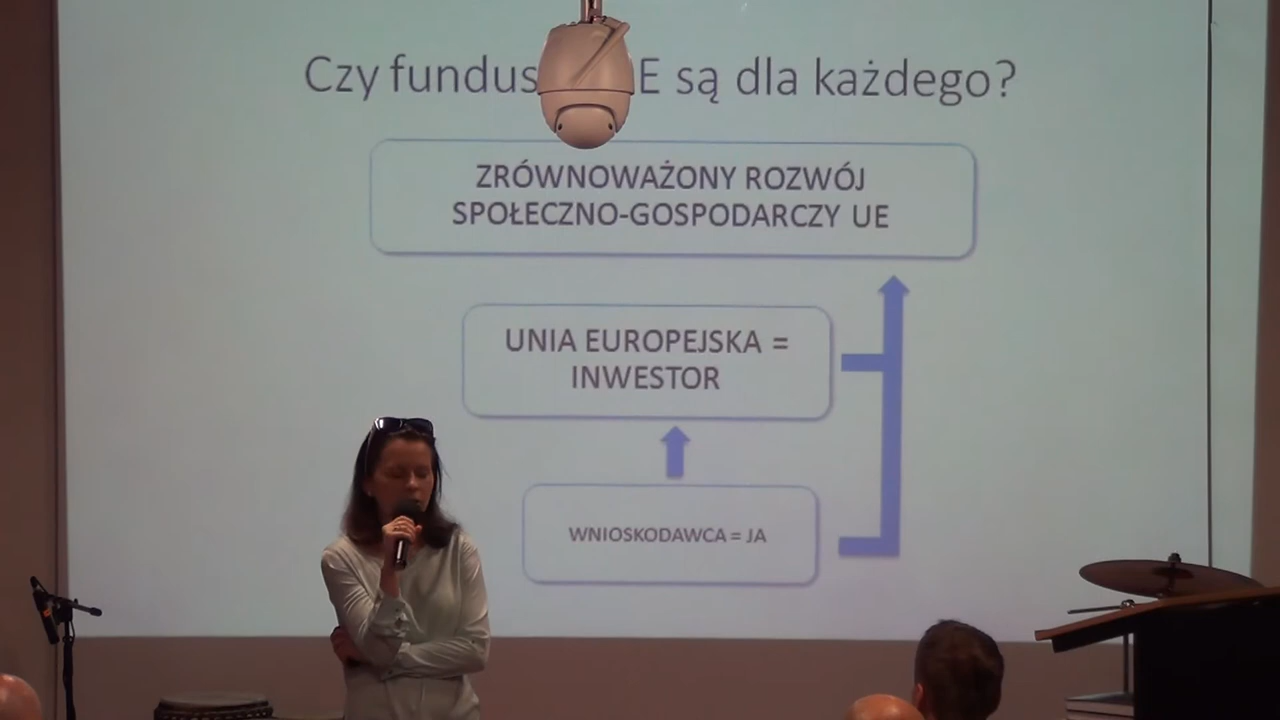 Czy fundus E są dla każdego?
ZRÓWNOWAŻONY ROZWÓJ
SPOŁECZNO-GOSPODARCZY UE
UNIA EUROPEJSKA =
INWESTOR
WNIOSKODAWCA = JA